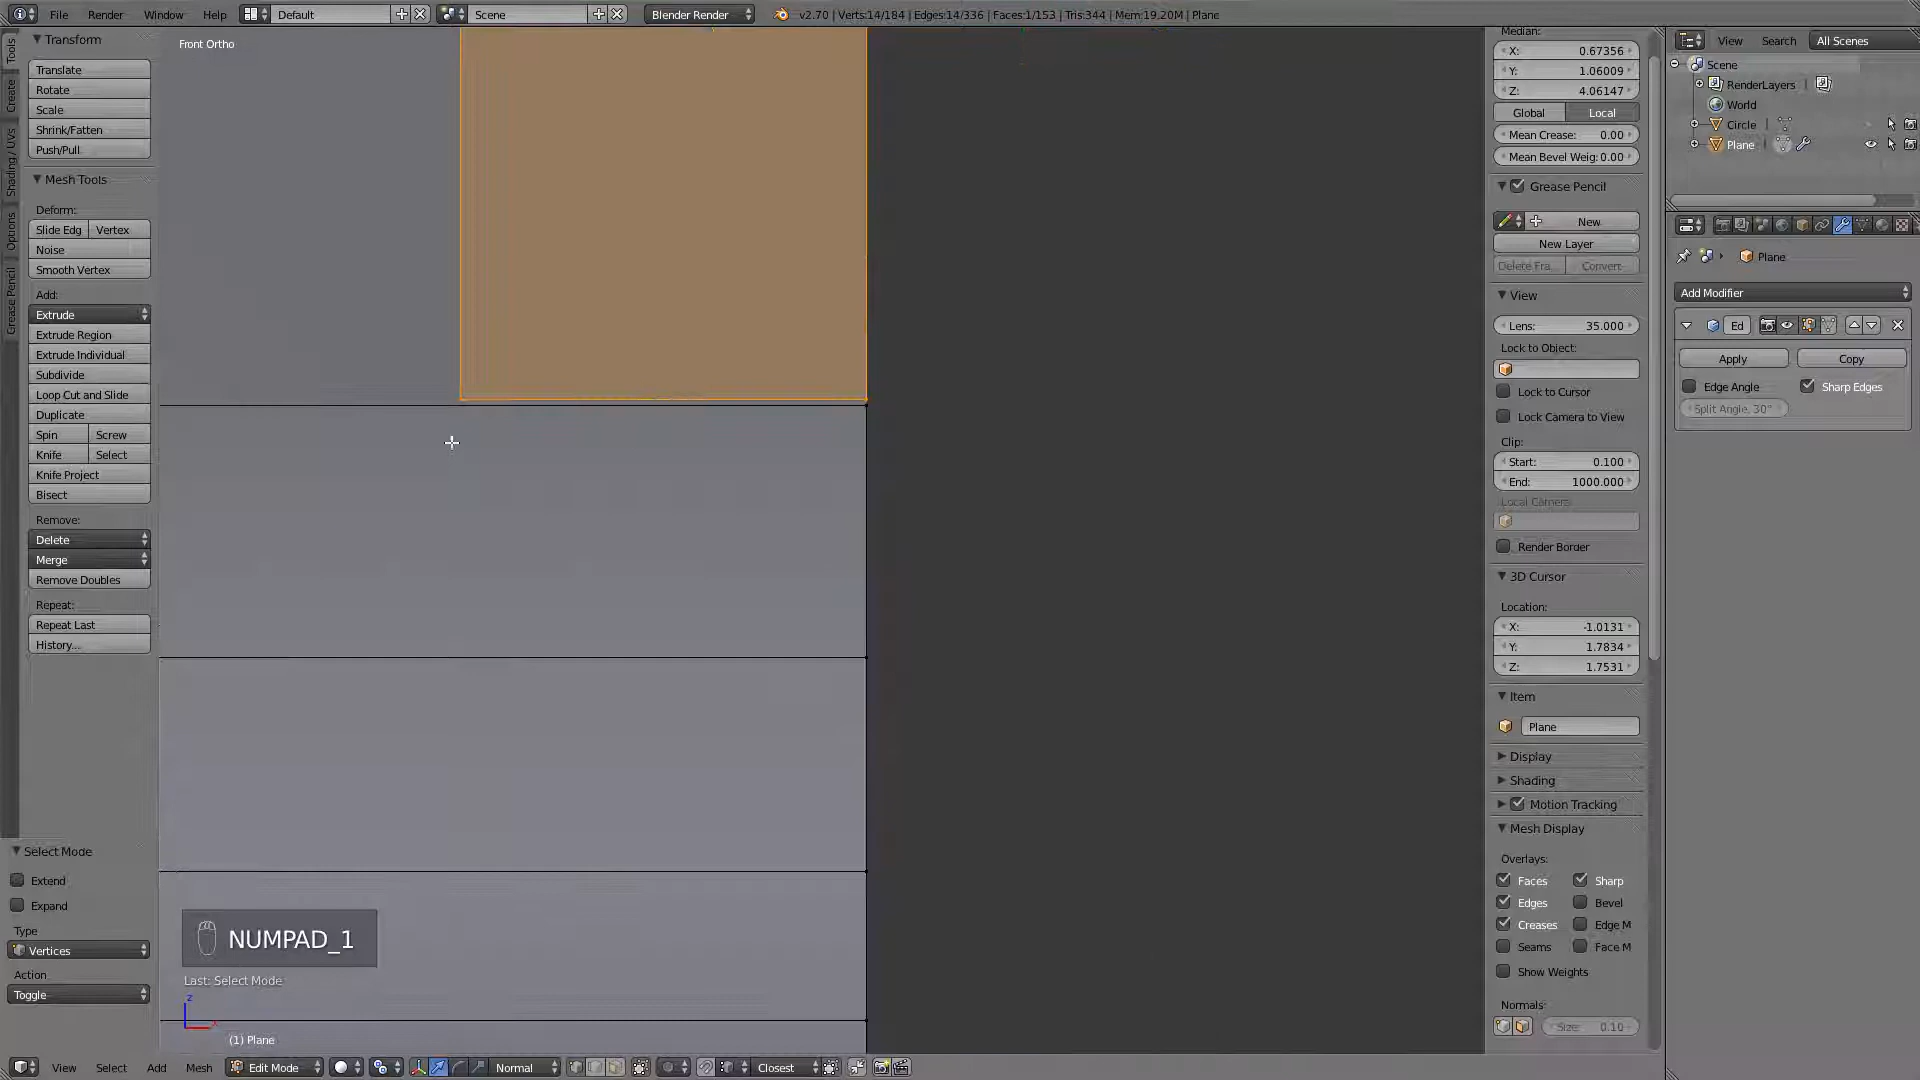 File Render Window Help Default Scene Blender Render v2.70 | Verts:14/184 | Edges:14/336 | Faces:1/153 | Tris:344 | Mem:19.20M | Plane
Tools
Create
Shading / UVs
Options
Grease Pencil
Transform
Translate
Rotate
Scale
Shrink/Fatten
Push/Pull
Mesh Tools
Deform:
Slide Edg Vertex
Noise
Smooth Vertex
Add:
Extrude
Extrude Region
Extrude Individual
Subdivide
Loop Cut and Slide
Duplicate
Spin Screw
Knife Select
Knife Project
Bisect
Remove:
Delete
Merge
Remove Doubles
Repeat:
Repeat Last
History...
Select Mode
Extend
Expand
Type
Vertices
Action
Toggle
Front Ortho
NUMPAD_1
Last: Select Mode
z
x
(1) Plane
View Select Add Mesh Edit Mode Normal Closest
Median:
X: 0.67356
Y: 1.06009
Z: 4.06147
Global Local
Mean Crease: 0.00
Mean Bevel Weig: 0.00
Grease Pencil
New
New Layer
Delete Fra... Convert
View
Lens: 35.000
Lock to Object:
Lock to Cursor
Lock Camera to View
Clip:
Start: 0.100
End: 1000.000
Local Camera:
Render Border
3D Cursor
Location:
X: -1.0131
Y: 1.7834
Z: 1.7531
Item
Plane
Display
Shading
Motion Tracking
Mesh Display
Overlays:
Faces Sharp
Edges Bevel
Creases Edge M
Seams Face M
Show Weights
Normals:
Size: 0.10
View Search All Scenes
Scene
RenderLayers |
World
Circle |
Plane |
Plane
Add Modifier
Ed
Apply Copy
Edge Angle Sharp Edges
Split Angle: 30°